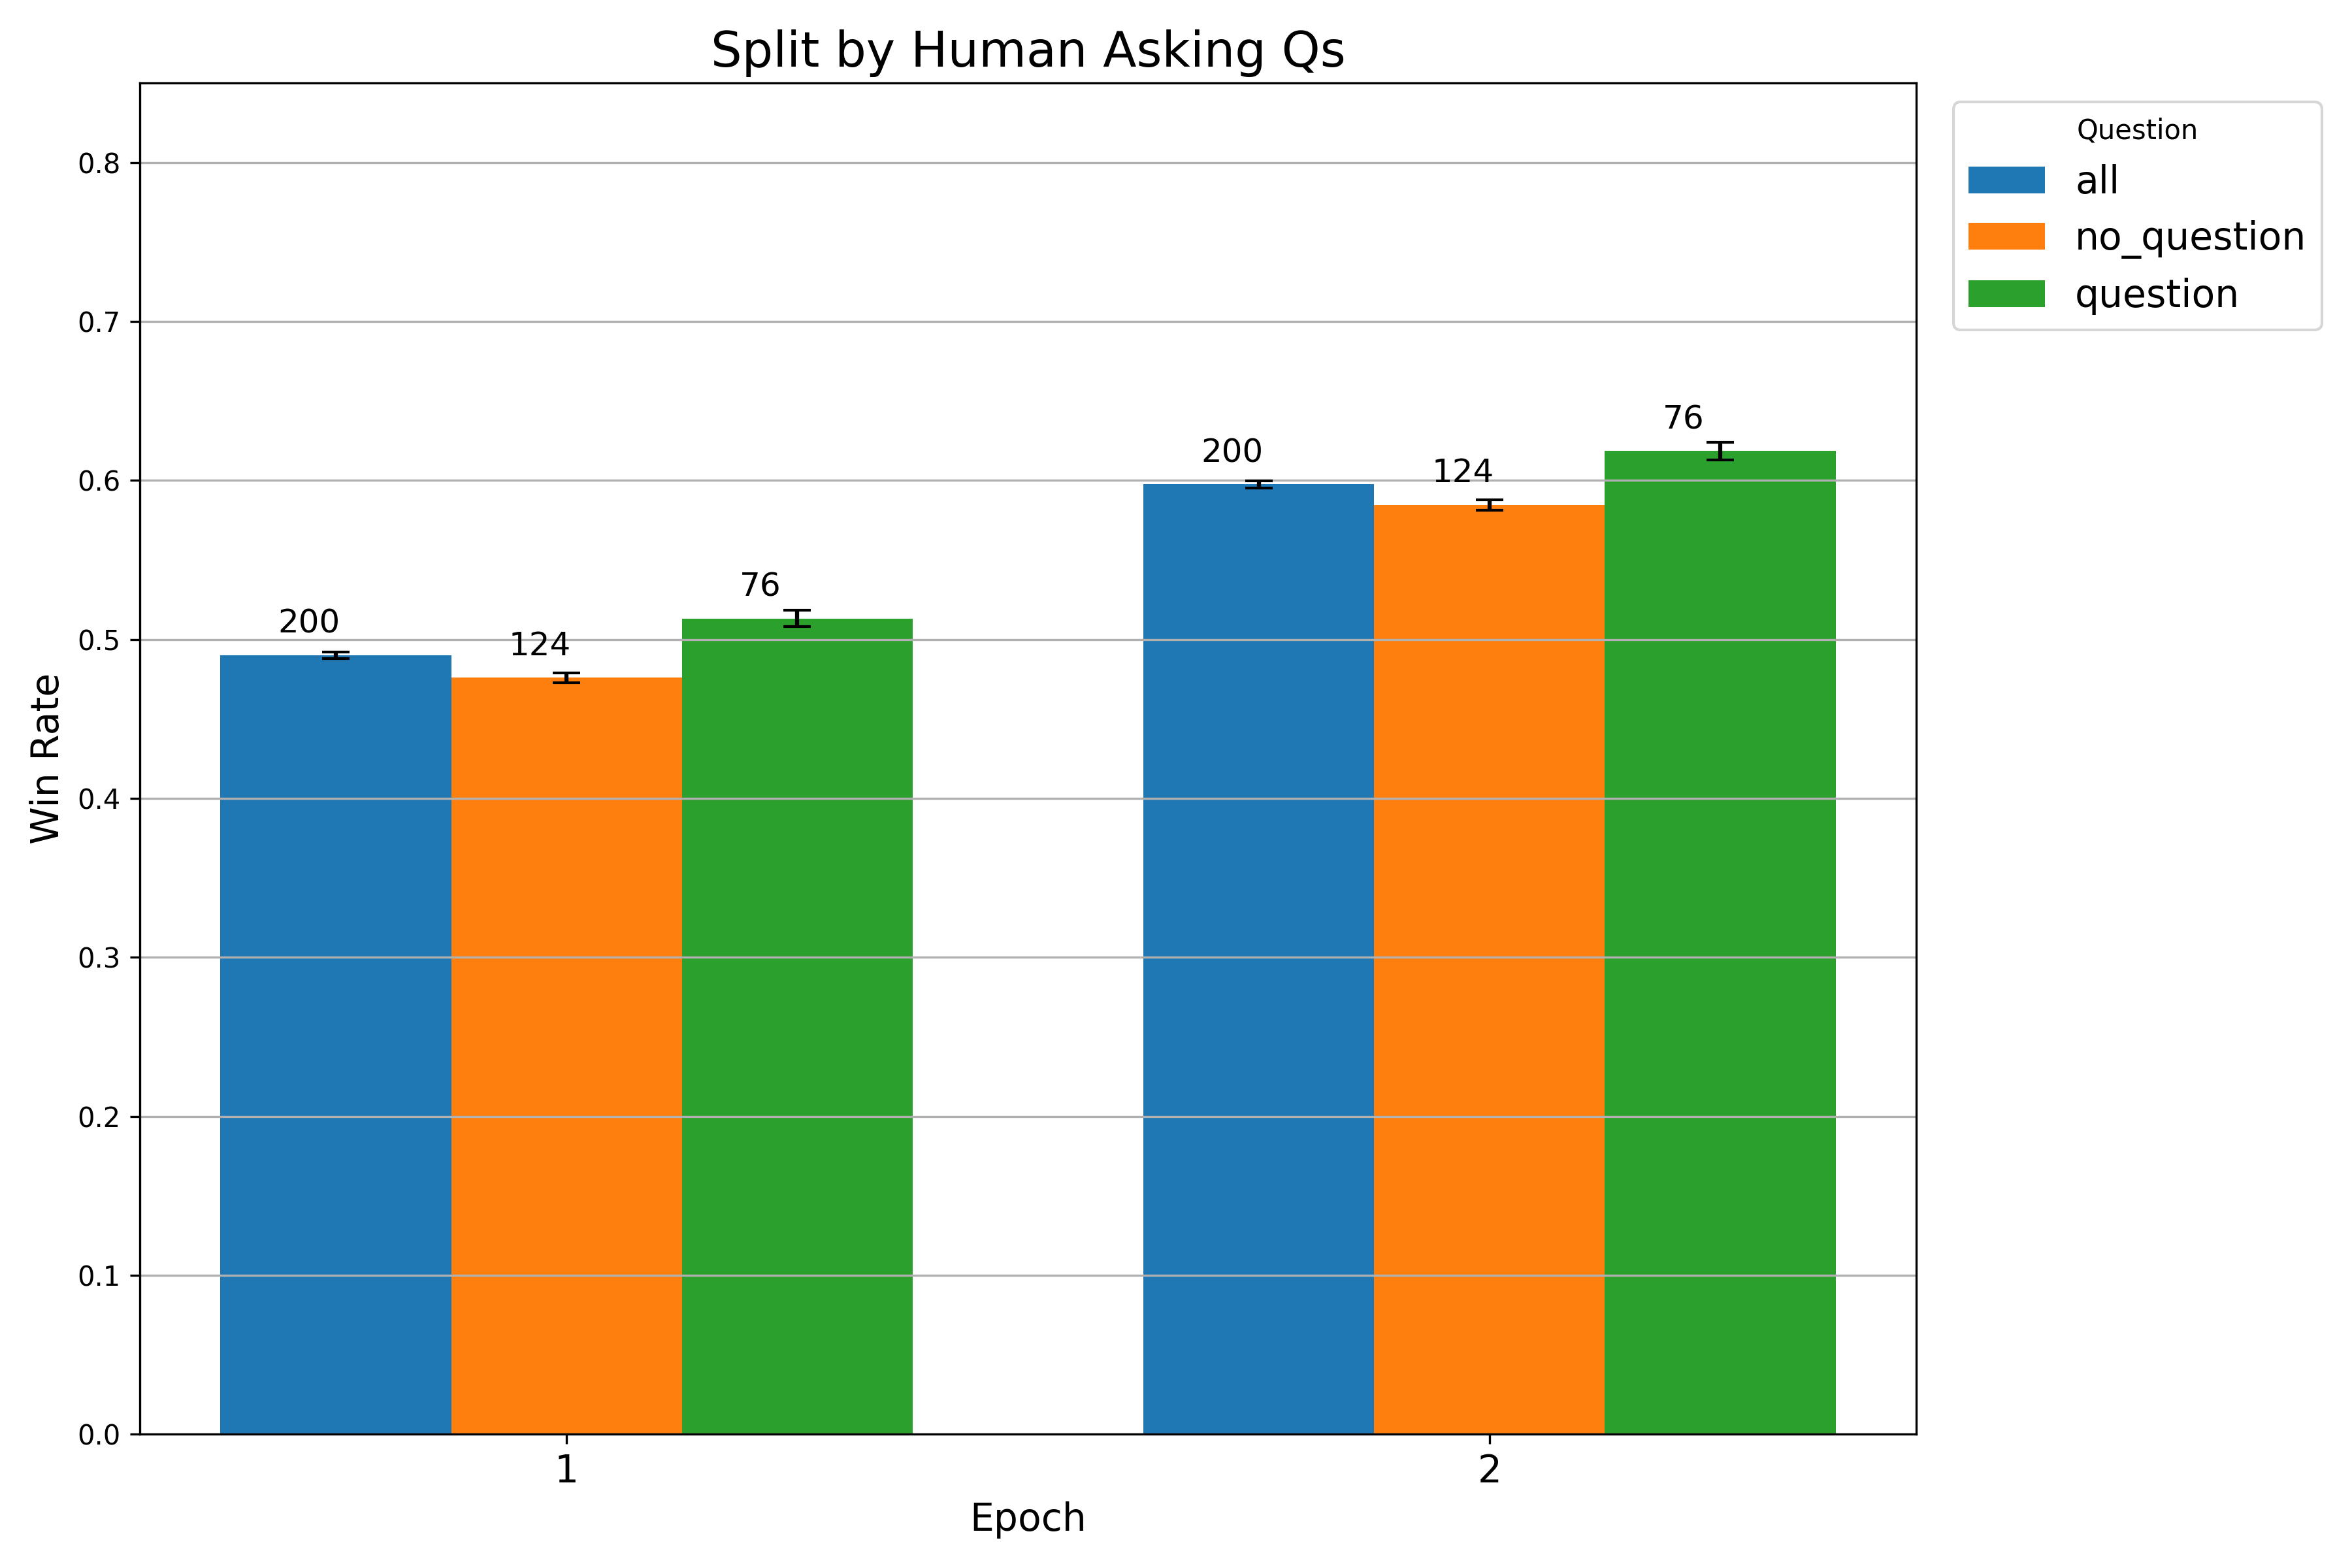 Split by Human Asking Qs
Question
all
no_question
question
Win Rate
0.8
0.7
0.6
0.5
0.4
0.3
0.2
0.1
0.0
200
124
76
200
124
76
1
2
Epoch